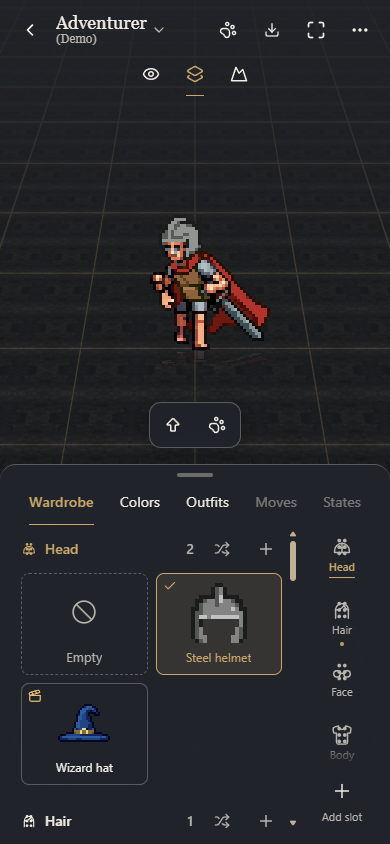 Adventurer
(Demo)
Wardrobe Colors Outfits Moves States
Head 2
Empty
Steel helmet
Wizard hat
Hair 1
Head
Hair
Face
Body
Add slot